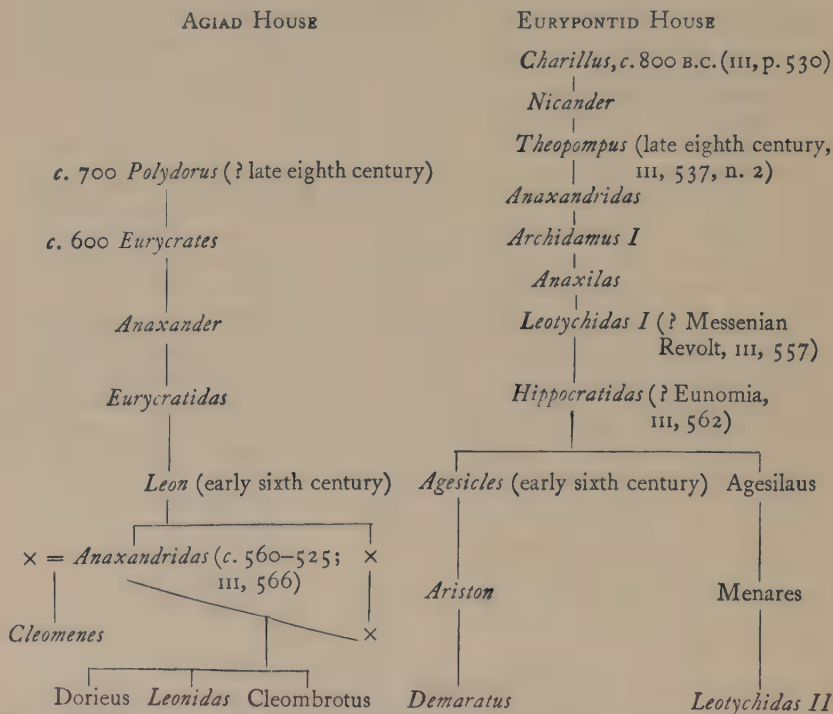 AGIAD HOUSE
c. 700 Polydorus (? late eighth century)
c. 600 Eurycrates
Anaxander
Eurycratidas
Leon (early sixth century)
× = Anaxandridas (c. 560–525; ×
III, 566)
Cleomenes ×
Dorieus Leonidas Cleombrotus
EURYPONTID HOUSE
Charillus, c. 800 B.C. (III, p. 530)
Nicander
Theopompus (late eighth century,
III, 537, n. 2)
Anaxandridas
Archidamus I
Anaxilas
Leotychidas I (? Messenian
Revolt, III, 557)
Hippocratidas (? Eunomia,
III, 562)
Agesicles (early sixth century) Agesilaus
Ariston Menares
Demaratus Leotychidas II